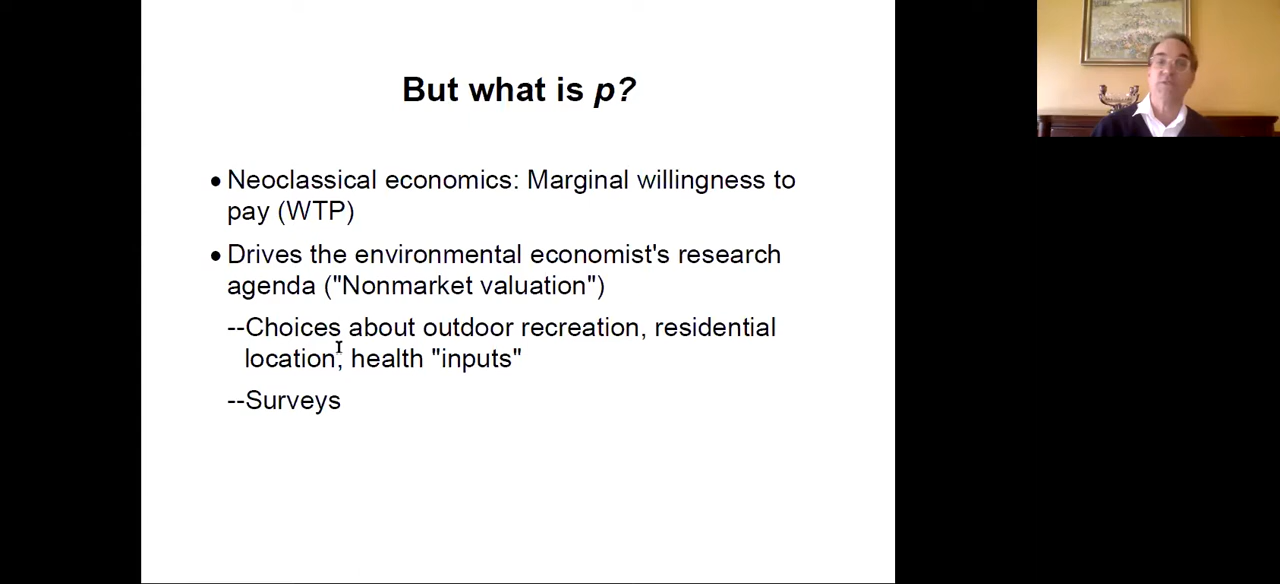 But what is p?
• Neoclassical economics: Marginal willingness to
pay (WTP)
• Drives the environmental economist's research
agenda ("Nonmarket valuation")
--Choices about outdoor recreation, residential
location, health "inputs"
--Surveys